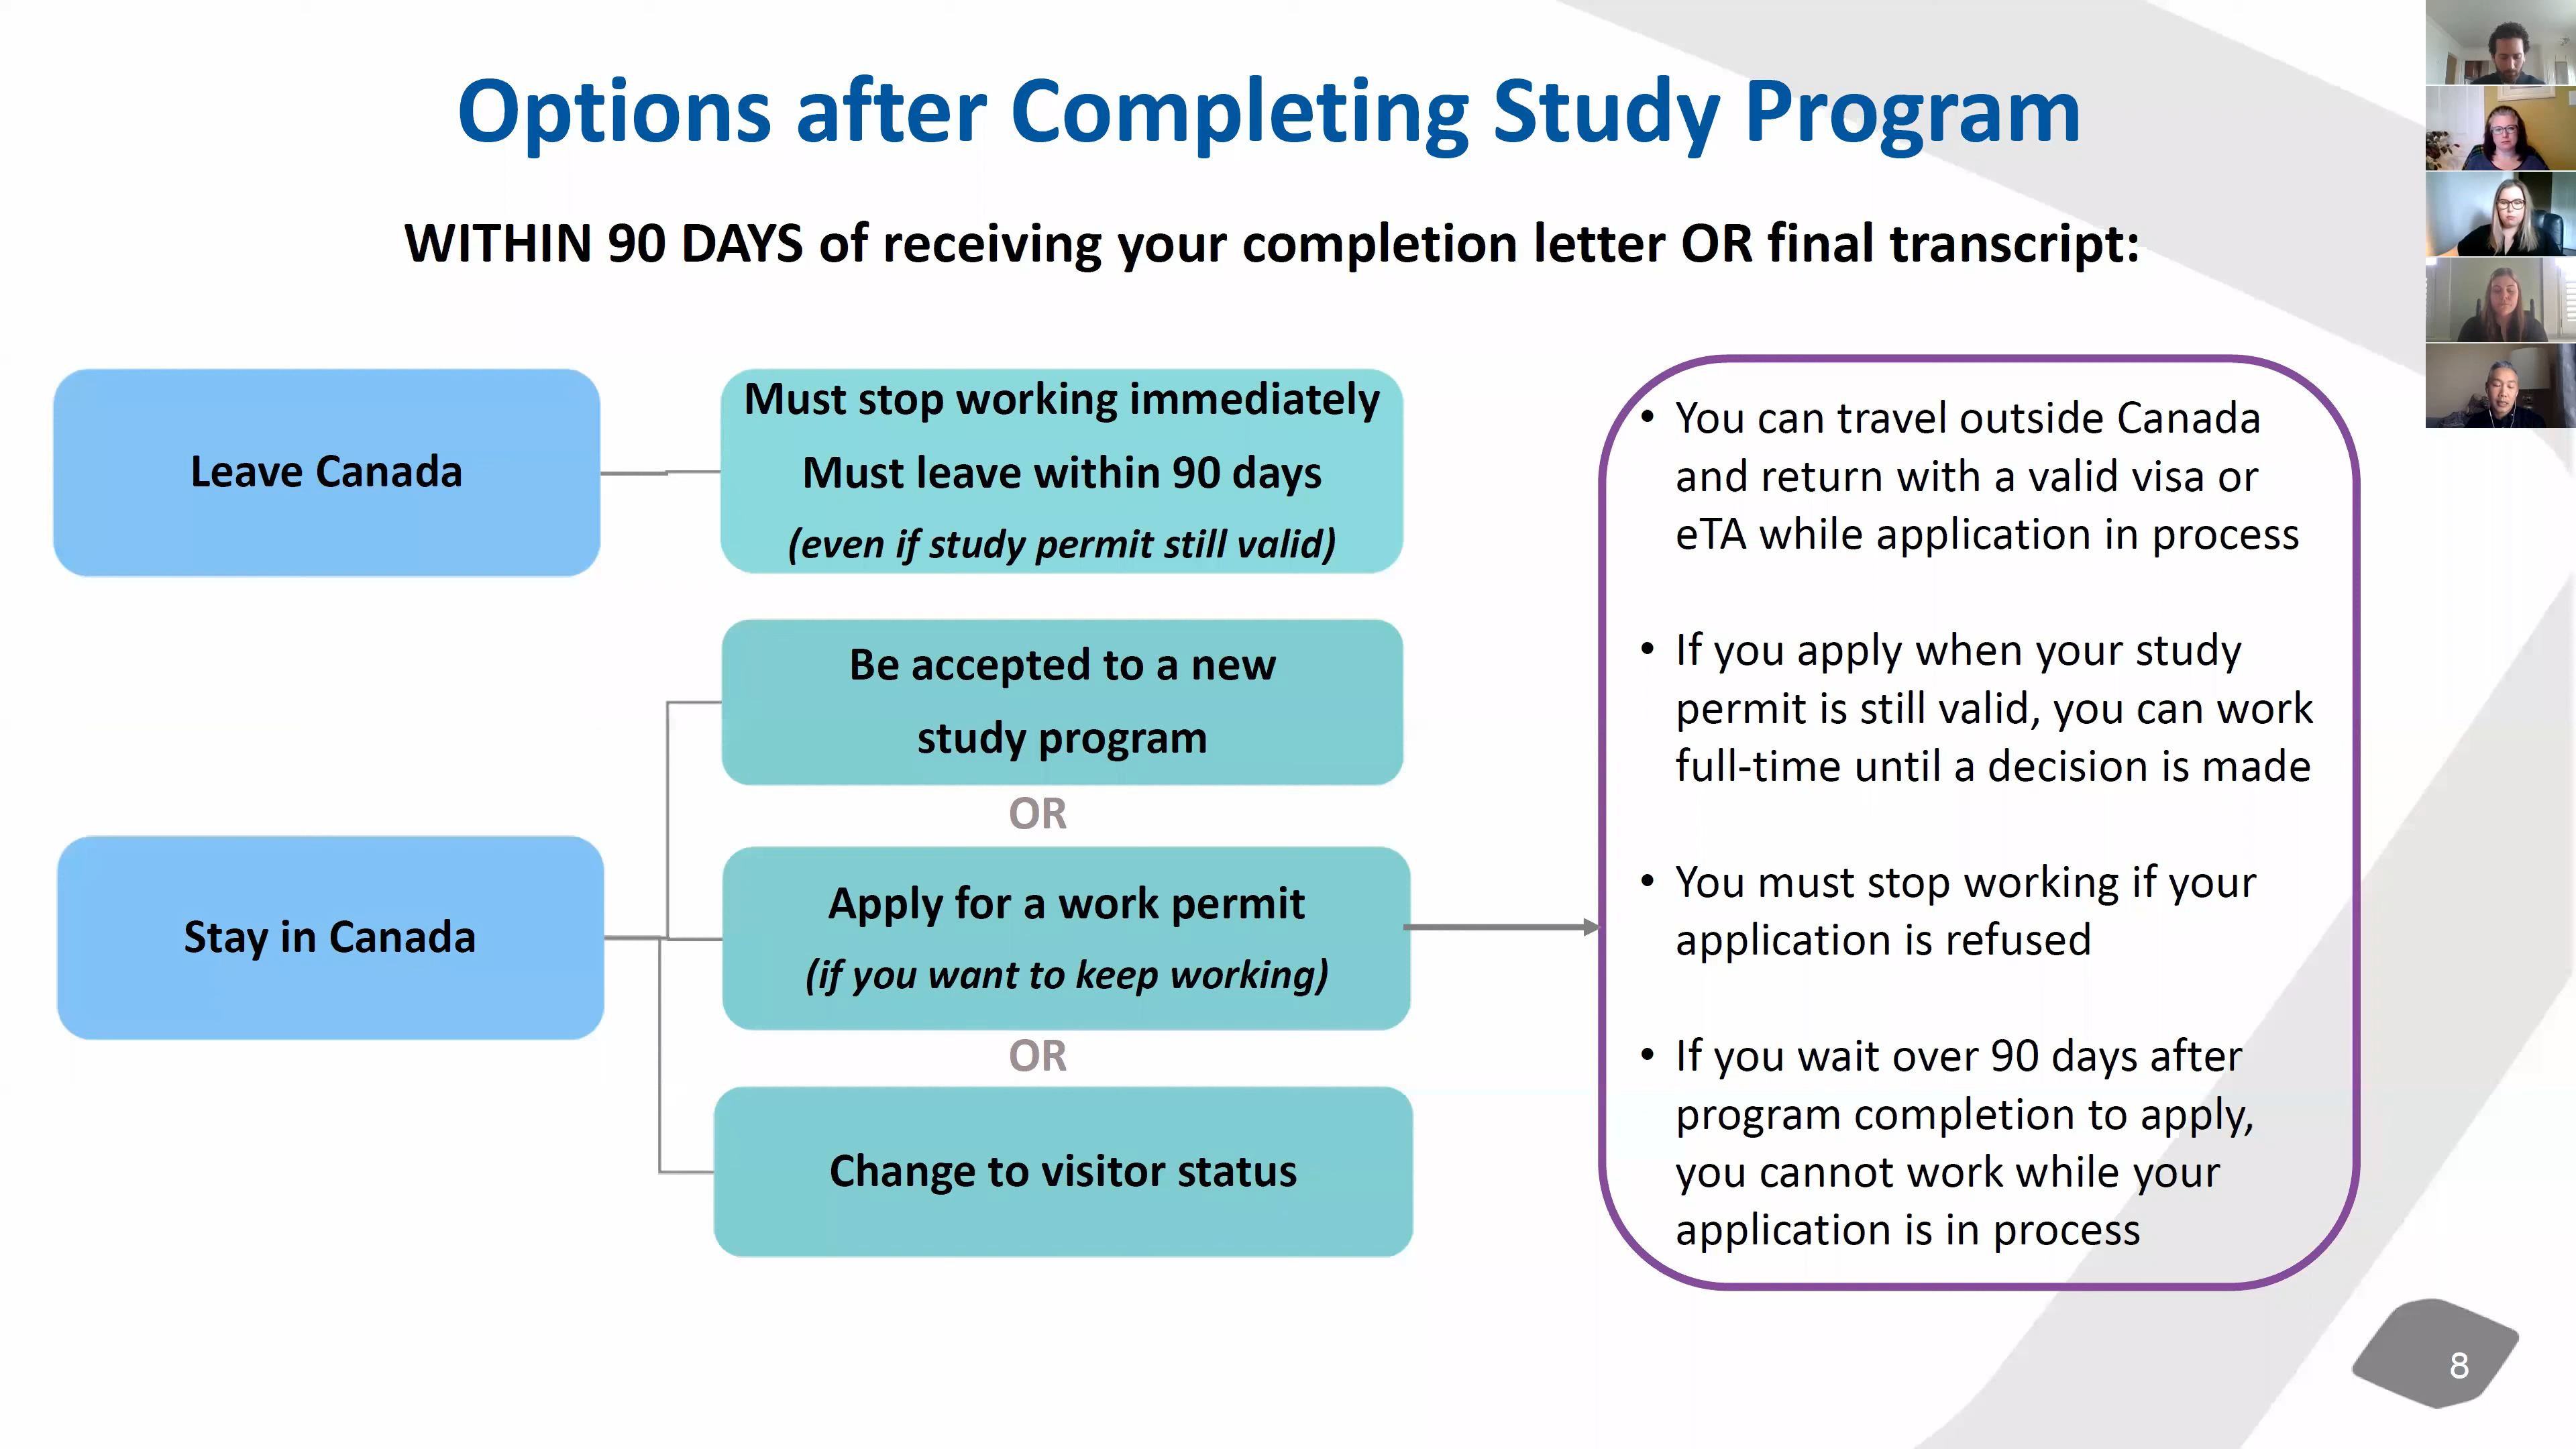 Options after Completing Study Program
WITHIN 90 DAYS of receiving your completion letter OR final transcript:
Leave Canada
Must stop working immediately
Must leave within 90 days
(even if study permit still valid)
Stay in Canada
Be accepted to a new
study program
OR
Apply for a work permit
(if you want to keep working)
OR
Change to visitor status
• You can travel outside Canada
and return with a valid visa or
eTA while application in process
• If you apply when your study
permit is still valid, you can work
full-time until a decision is made
• You must stop working if your
application is refused
• If you wait over 90 days after
program completion to apply,
you cannot work while your
application is in process
8